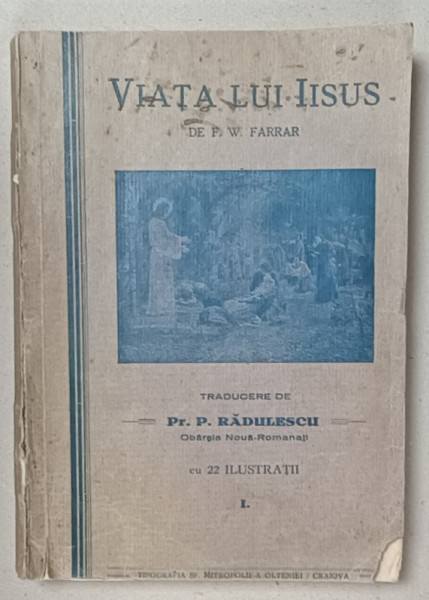 VIAȚA LUI IISUS
DE F. W. FARRAR
TRADUCERE DE
Pr. P. RĂDULESCU
Obârșia Nouă-Romanați
cu 22 ILUSTRAȚII
I.
TIPOGRAFIA Sf. MITROPOLII A OLTENIEI / CRAIOVA